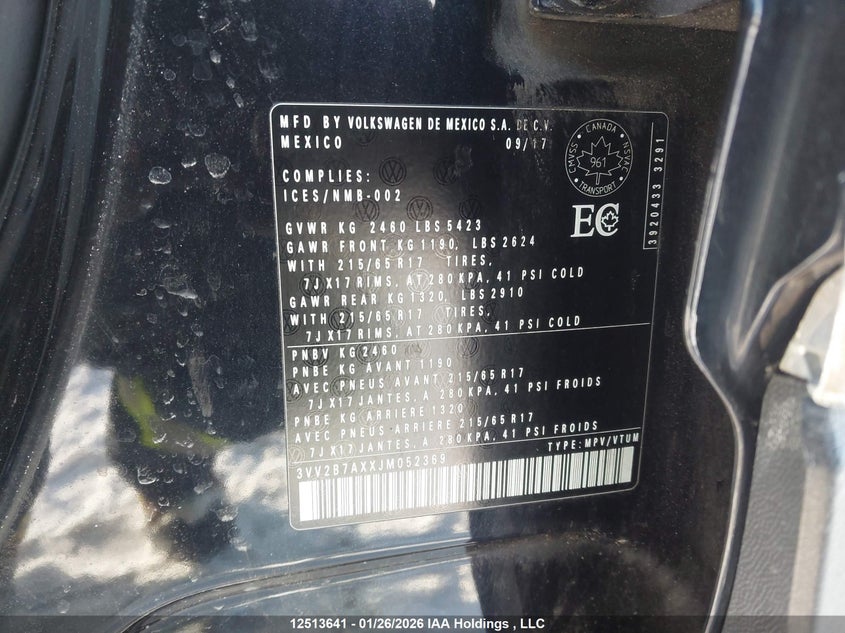 MFD BY VOLKSWAGEN DE MEXICO S.A. DE C.V.
MEXICO 09/17
COMPLIES:
ICES/NMB-002
CANADA
CMVSS NSVAC
961
TRANSPORT
EC
3920433 3291
GVWR KG 2460 LBS 5423
GAWR FRONT KG 1190, LBS 2624
WITH 215/65 R17 TIRES,
7J X17 RIMS, AT 280 KPA, 41 PSI COLD
GAWR REAR KG 1320, LBS 2910
WITH 215/65 R17 TIRES,
7J X17 RIMS, AT 280 KPA, 41 PSI COLD
PNBV KG 2460
PNBE KG AVANT 1190
AVEC PNEUS AVANT 215/65 R17
7J X17 JANTES, A 280 KPA, 41 PSI FROIDS
PNBE KG ARRIERE 1320
AVEC PNEUS-ARRIERE 215/65 R17
7J X17 JANTES, A 280 KPA, 41 PSI FROIDS
TYPE: MPV/VTUM
3VV2B7AXXJM052369
12513641 - 01/26/2026 IAA Holdings , LLC